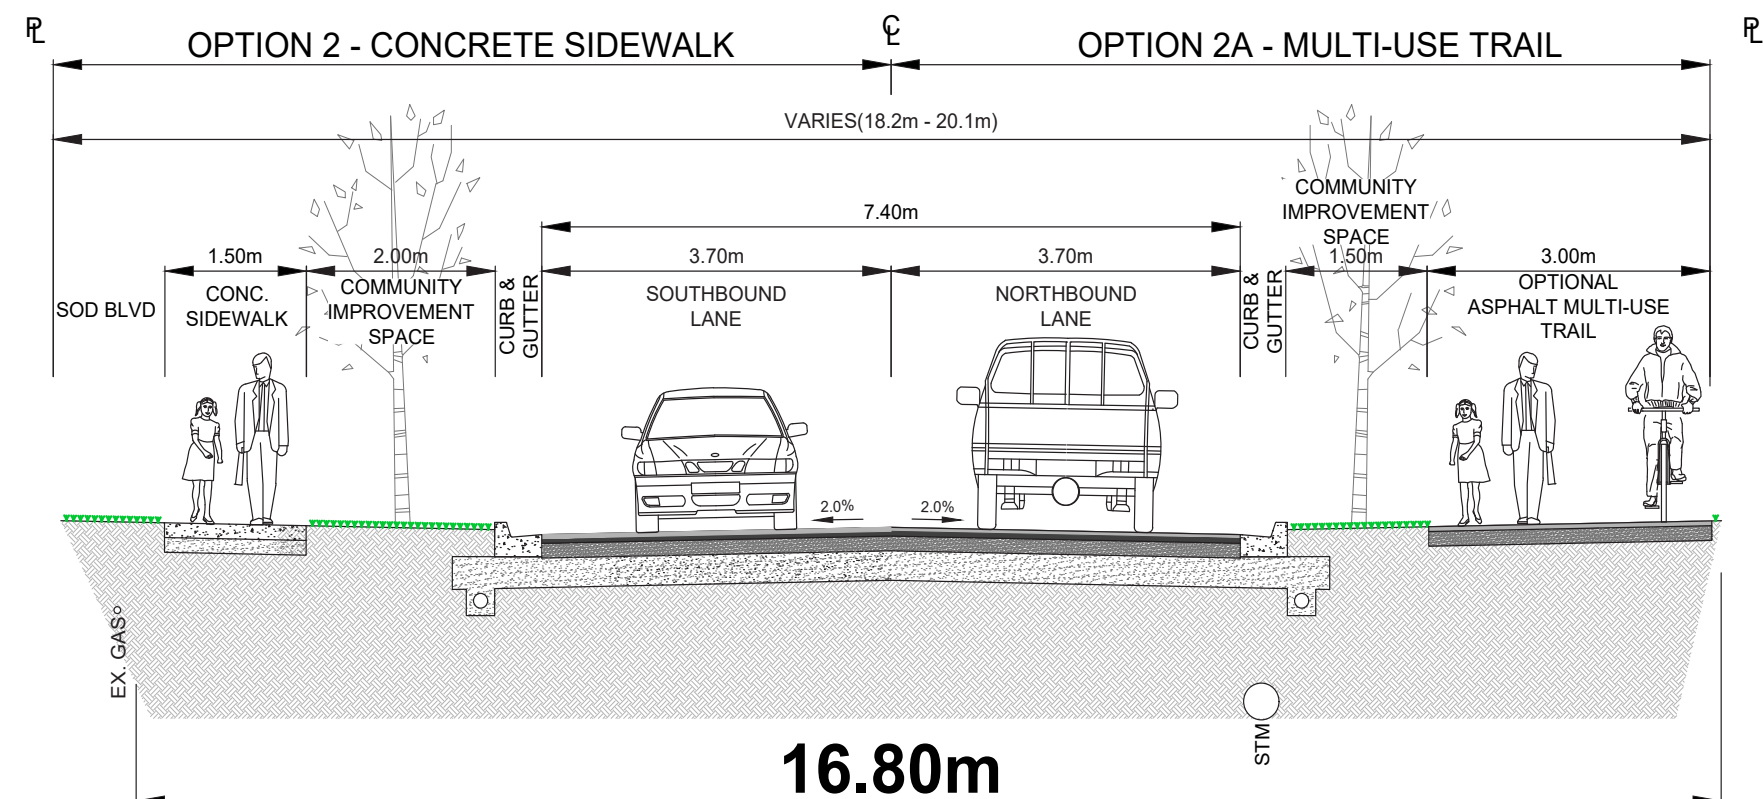 PL
OPTION 2 - CONCRETE SIDEWALK
CL
OPTION 2A - MULTI-USE TRAIL
PL
VARIES(18.2m - 20.1m)
7.40m
SOD BLVD
1.50m
CONC.
SIDEWALK
2.00m
COMMUNITY
IMPROVEMENT
SPACE
CURB &
GUTTER
3.70m
SOUTHBOUND
LANE
3.70m
NORTHBOUND
LANE
CURB &
GUTTER
COMMUNITY
IMPROVEMENT
SPACE
1.50m
3.00m
OPTIONAL
ASPHALT MULTI-USE
TRAIL
2.0%
2.0%
EX. GAS
STM
16.80m